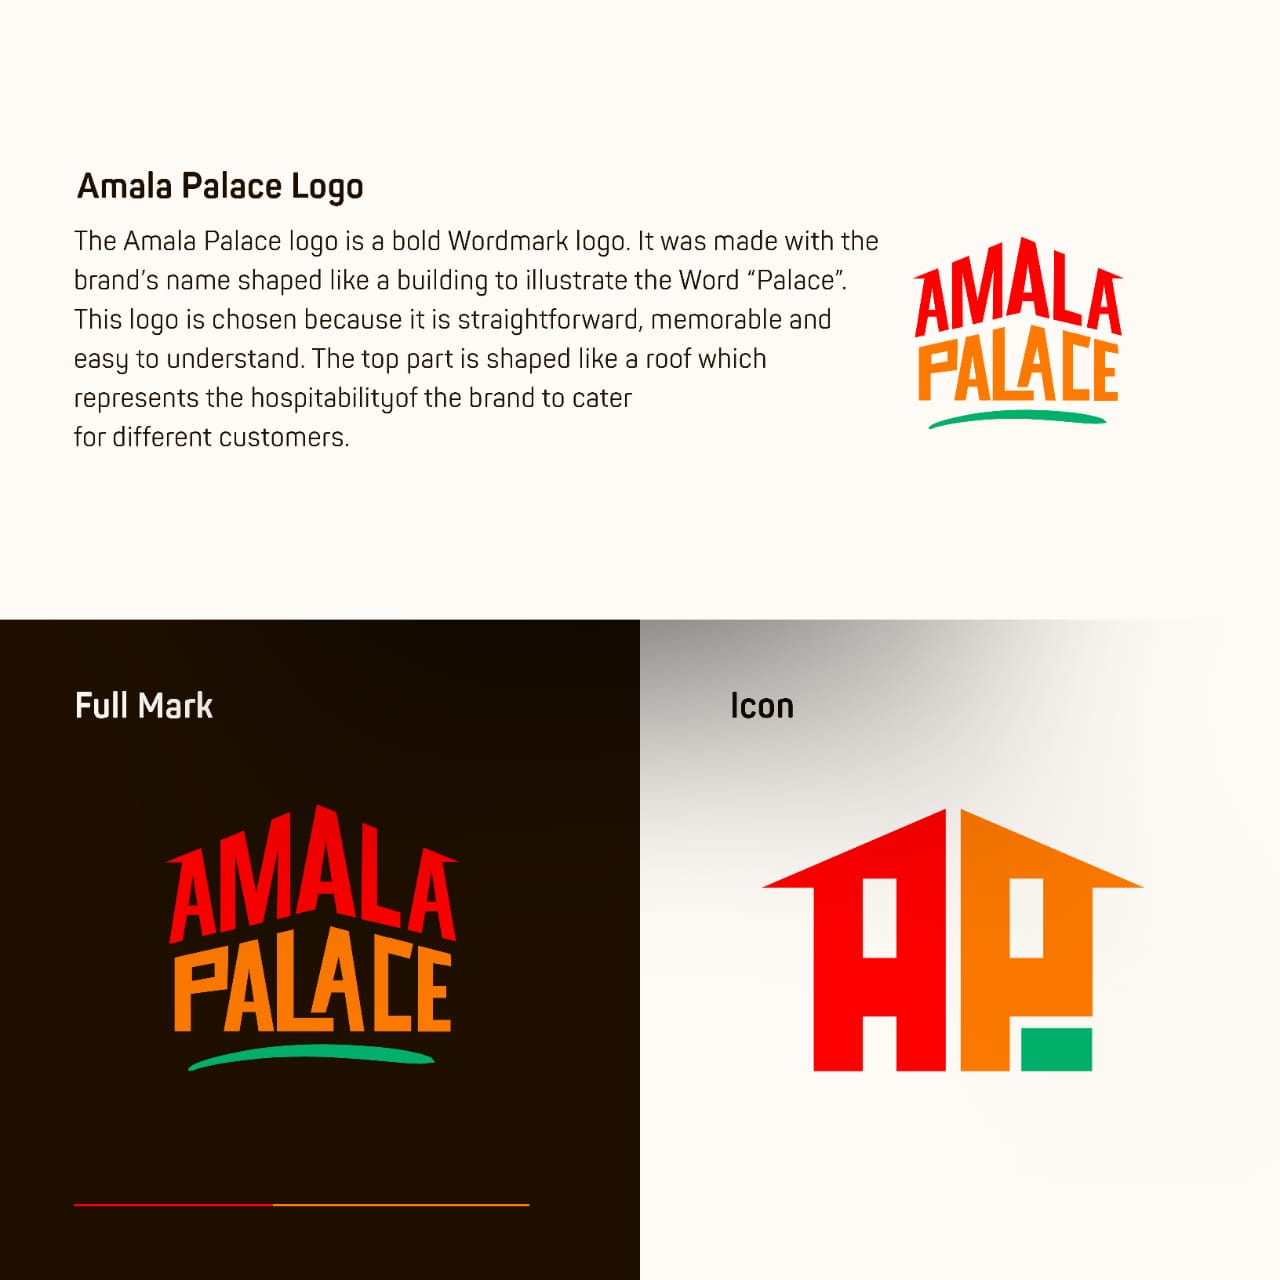 Amala Palace Logo
The Amala Palace logo is a bold Wordmark logo. It was made with the
brand’s name shaped like a building to illustrate the Word “Palace”.
This logo is chosen because it is straightforward, memorable and
easy to understand. The top part is shaped like a roof which
represents the hospitabilityof the brand to cater
for different customers.
AMALA
PALACE
Full Mark
AMALA
PALACE
Icon
AP